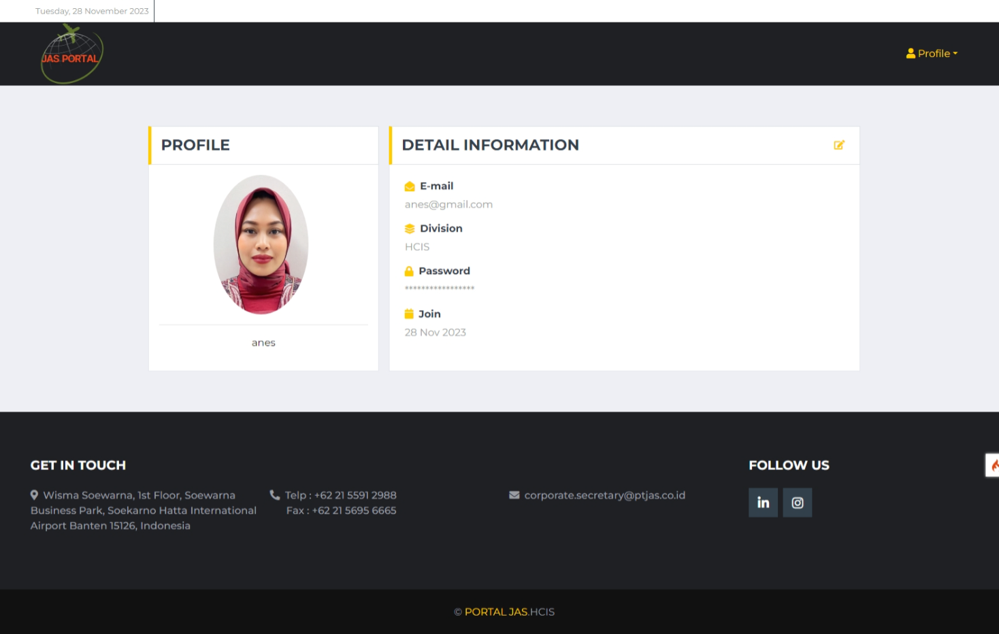 Tuesday, 28 November 2023
JAS PORTAL
Profile
PROFILE
anes
DETAIL INFORMATION
E-mail
anes@gmail.com
Division
HCIS
Password
*****************
Join
28 Nov 2023
GET IN TOUCH
Wisma Soewarna, 1st Floor, Soewarna
Business Park, Soekarno Hatta International
Airport Banten 15126, Indonesia
Telp : +62 21 5591 2988
Fax : +62 21 5695 6665
corporate.secretary@ptjas.co.id
FOLLOW US
in
© PORTAL JAS.HCIS